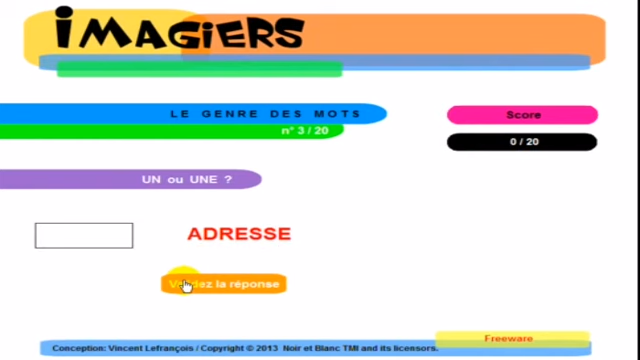 iMAGiERS
LE GENRE DES MOTS
Score
n° 3 / 20
0 / 20
UN ou UNE ?
ADRESSE
Validez la réponse
Freeware
Conception: Vincent Lefrançois / Copyright © 2013 Noir et Blanc TMI and its licensors.